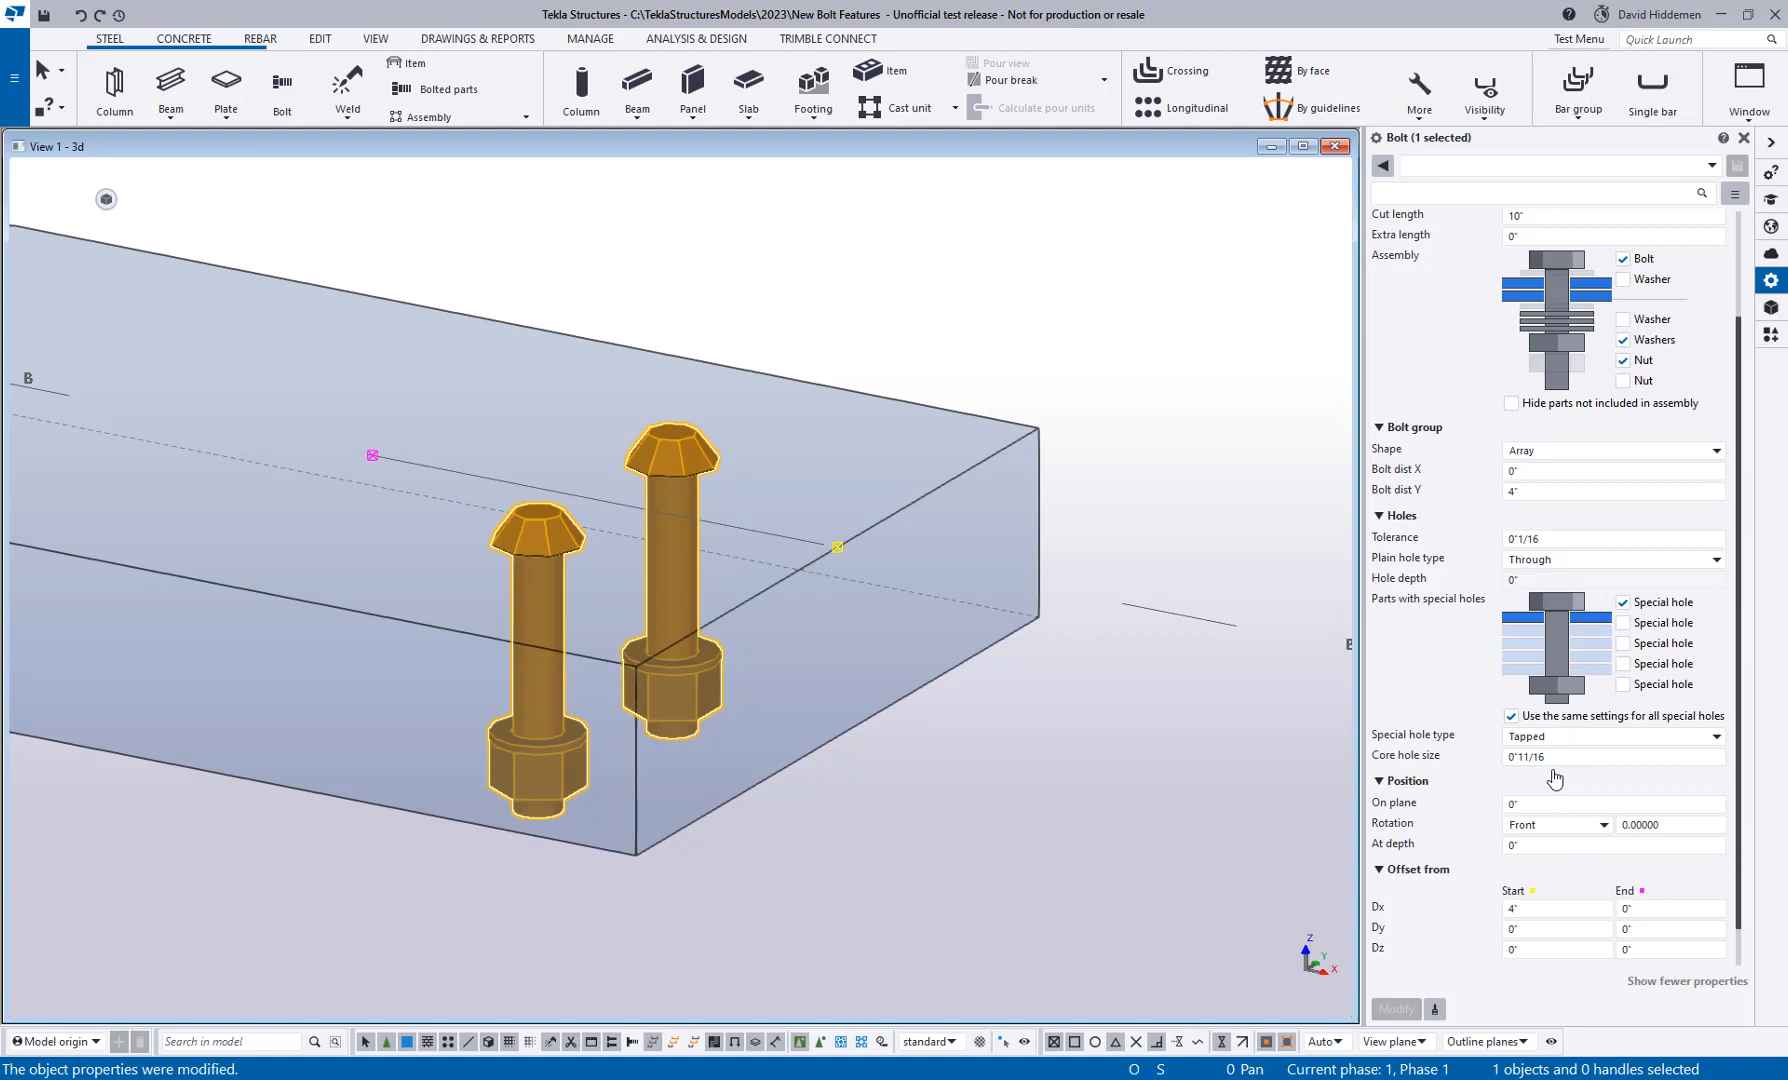 Tekla Structures - C:\TeklaStructuresModels\2023\New Bolt Features - Unofficial test release - Not for production or resale
David Hiddemen
STEEL CONCRETE REBAR EDIT VIEW DRAWINGS & REPORTS MANAGE ANALYSIS & DESIGN TRIMBLE CONNECT Test Menu Quick Launch
Item
Bolted parts
Assembly
Column Beam Plate Bolt Weld
Column Beam Panel Slab Footing
Item
Cast unit
Pour view
Pour break
Calculate pour units
Crossing
Longitudinal
By face
By guidelines
More Visibility Bar group Single bar Window
View 1 - 3d
Bolt (1 selected)
Cut length 10"
Extra length 0"
Assembly
Bolt
Washer
Washer
Washers
Nut
Nut
Hide parts not included in assembly
Bolt group
Shape Array
Bolt dist X 0"
Bolt dist Y 4"
Holes
Tolerance 0"1/16
Plain hole type Through
Hole depth 0"
Parts with special holes
Special hole
Special hole
Special hole
Special hole
Special hole
Use the same settings for all special holes
Special hole type Tapped
Core hole size 0"11/16
Position
On plane 0"
Rotation Front 0.00000
At depth 0"
Offset from
Start End
Dx 4" 0"
Dy 0" 0"
Dz 0" 0"
Show fewer properties
Modify
B
B
Z
Y
X
Model origin Search in model standard Auto View plane Outline planes
The object properties were modified.
O S 0 Pan Current phase: 1, Phase 1 1 objects and 0 handles selected